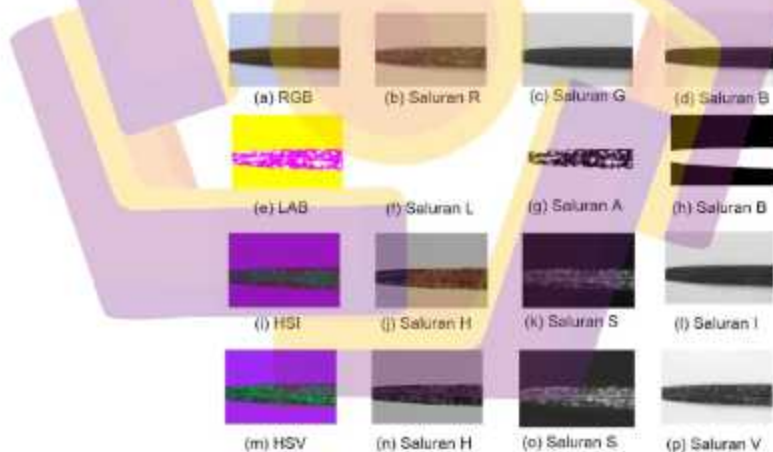 (a) RGB
(b) Saluran R
(c) Saluran G
(d) Saluran B
(e) LAB
(f) Saluran L
(g) Saluran A
(h) Saluran B
(i) HSI
(j) Saluran H
(k) Saluran S
(l) Saluran I
(m) HSV
(n) Saluran H
(o) Saluran S
(p) Saluran V